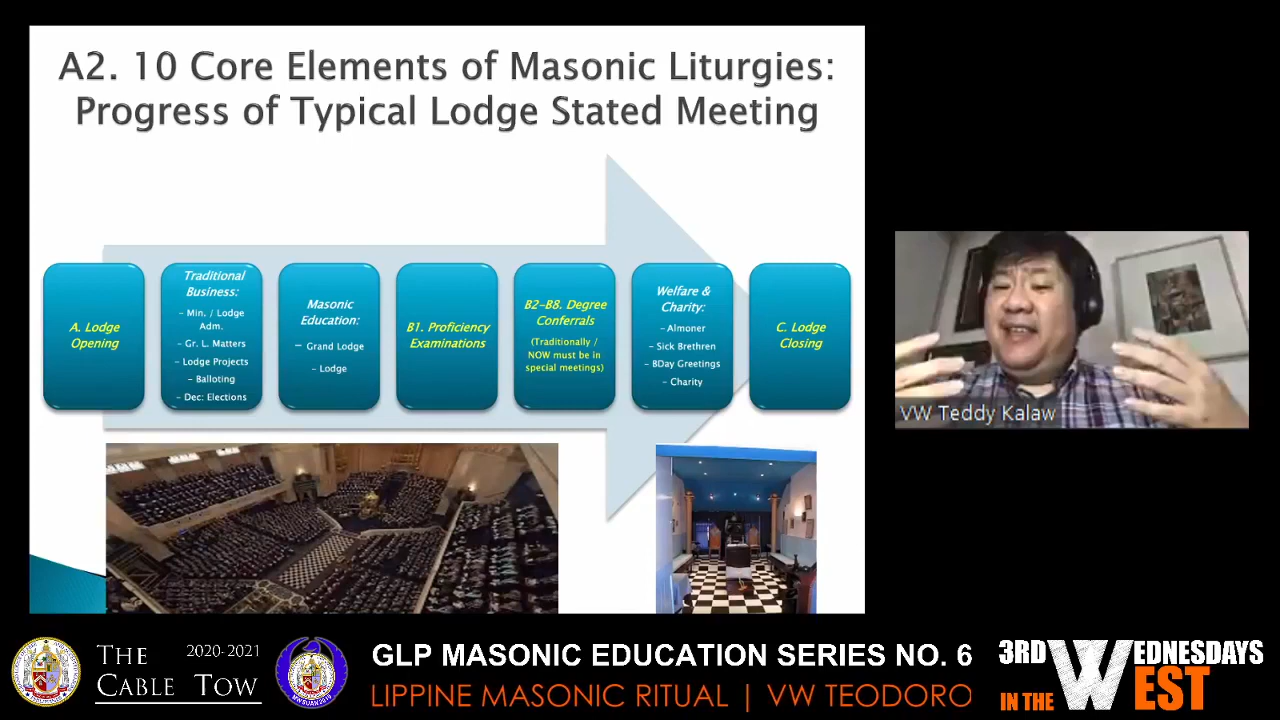 A2. 10 Core Elements of Masonic Liturgies:
Progress of Typical Lodge Stated Meeting
A. Lodge
Opening
Traditional
Business:
- Min. / Lodge
Adm.
- Gr. L. Matters
- Lodge Projects
- Balloting
- Dec: Elections
Masonic
Education:
- Grand Lodge
- Lodge
B1. Proficiency
Examinations
B2-B8. Degree
Conferrals
(Traditionally /
NOW must be in
special meetings)
Welfare &
Charity:
- Almoner
- Sick Brethren
- BDay Greetings
- Charity
C. Lodge
Closing
VW Teddy Kalaw
THE
CABLE TOW
2020-2021
GLP MASONIC EDUCATION SERIES NO. 6
LIPPINE MASONIC RITUAL | VW TEODORO
3RD WEDNESDAYS
IN THE WEST